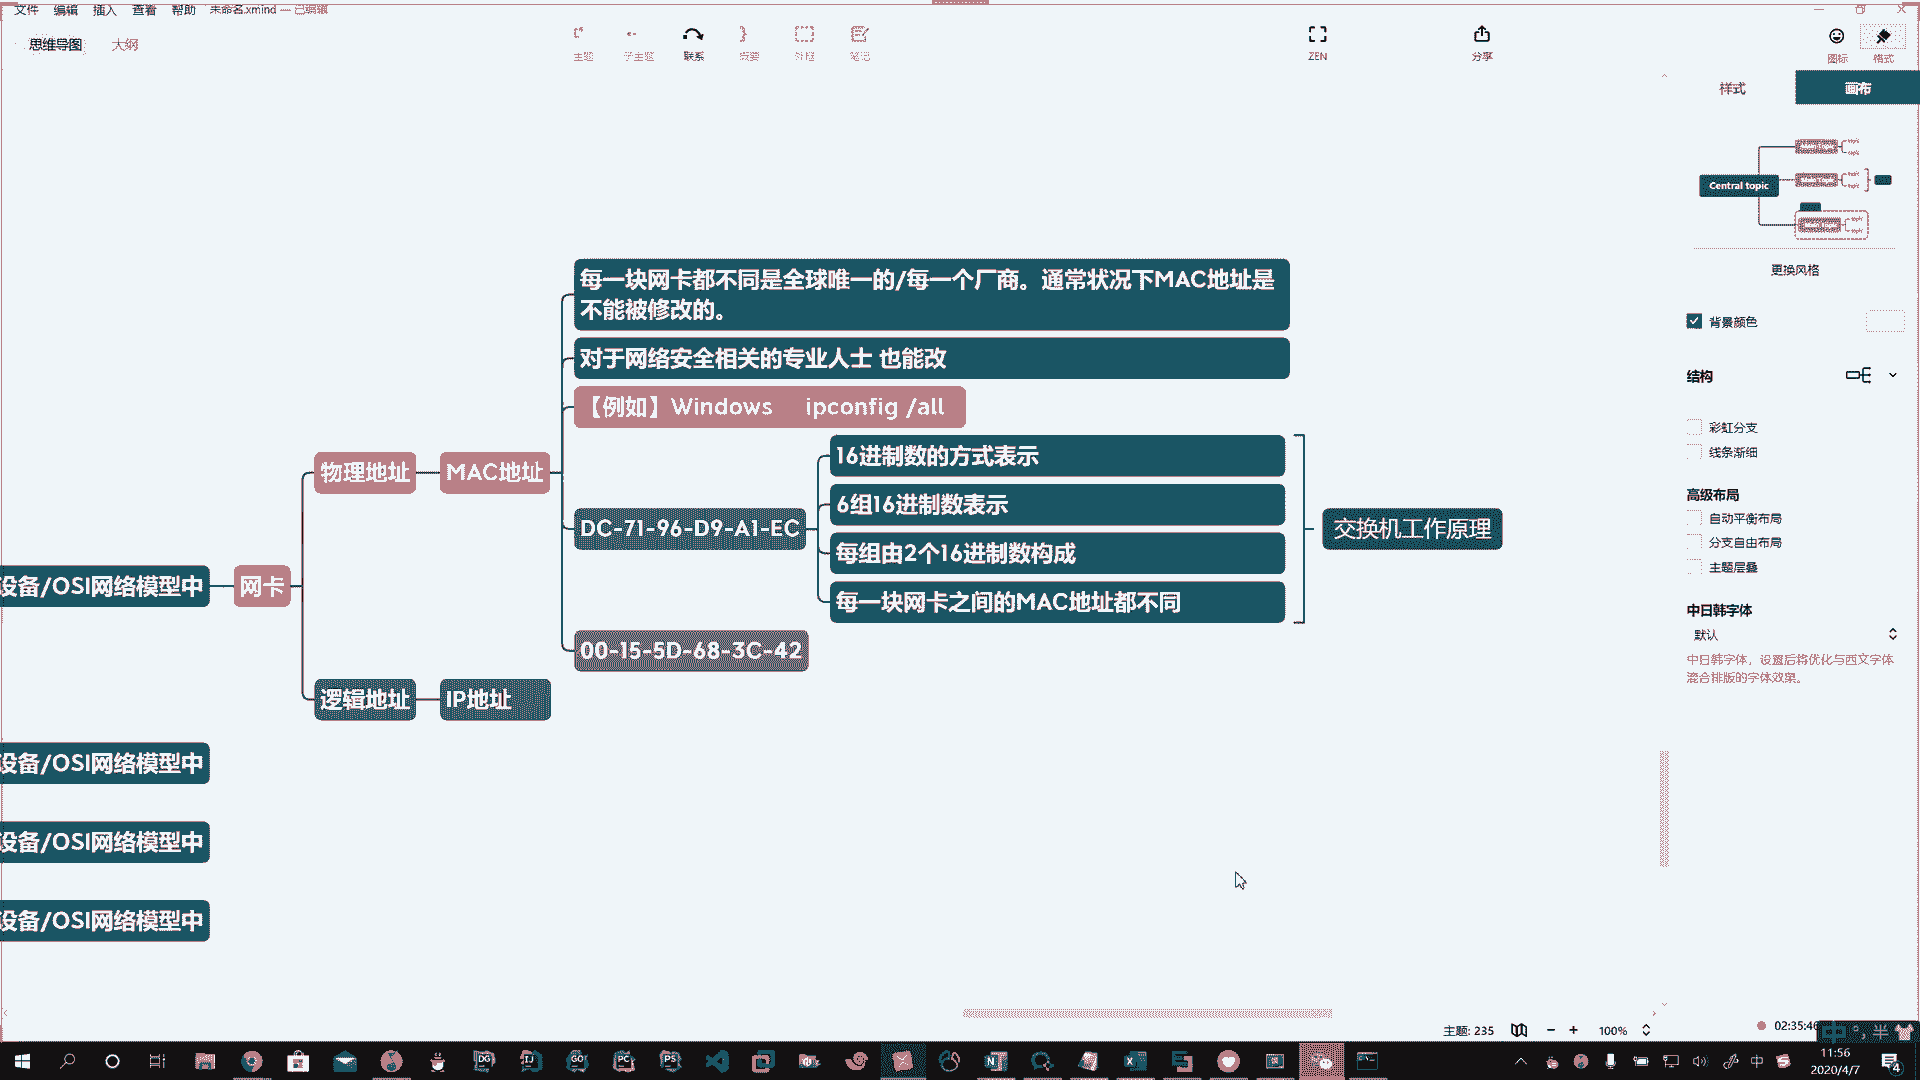 文件 编辑 插入 查看 帮助 未命名.xmind — 已编辑
思维导图 大纲
主题 子主题 联系 概要 外框 笔记 ZEN 分享 图标 格式
样式 画布
Central topic
更换风格
背景颜色
结构
彩虹分支
线条渐细
高级布局
自动平衡布局
分支自由布局
主题层叠
中日韩字体
默认
中日韩字体，设置后将优化与西文字体
混合排版的字体效果。
每一块网卡都不同是全球唯一的/每一个厂商。通常状况下MAC地址是
不能被修改的。
对于网络安全相关的专业人士 也能改
【例如】Windows ipconfig /all
物理地址 MAC地址
DC-71-96-D9-A1-EC
16进制数的方式表示
6组16进制数表示
每组由2个16进制数构成
每一块网卡之间的MAC地址都不同
交换机工作原理
00-15-5D-68-3C-42
设备/OSI网络模型中 网卡
逻辑地址 IP地址
设备/OSI网络模型中
设备/OSI网络模型中
设备/OSI网络模型中
主题: 235 100% 02:35:46
中 半
DG IJ GO PC PS
中
11:56
2020/4/7
4